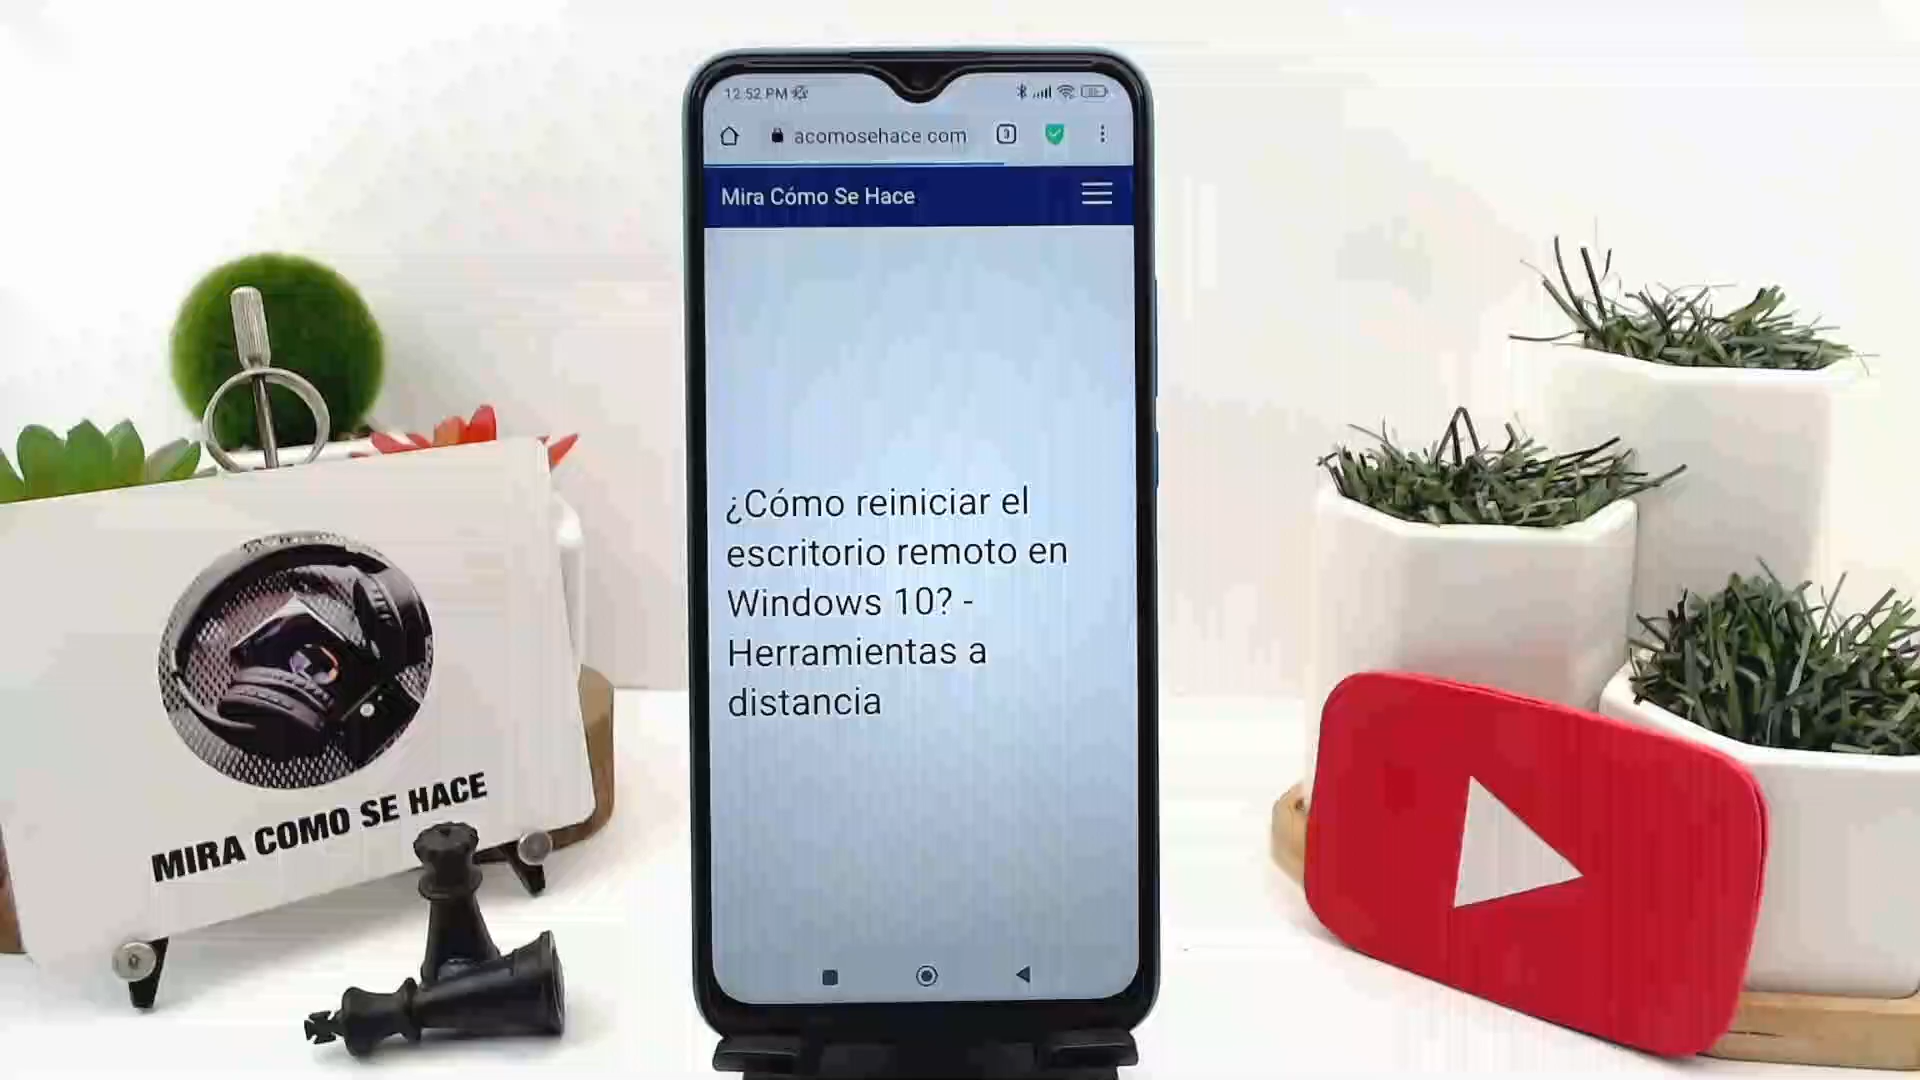 12:52 PM
acomosehace.com
3
Mira Cómo Se Hace
¿Cómo reiniciar el
escritorio remoto en
Windows 10? -
Herramientas a
distancia
MIRA COMO SE HACE